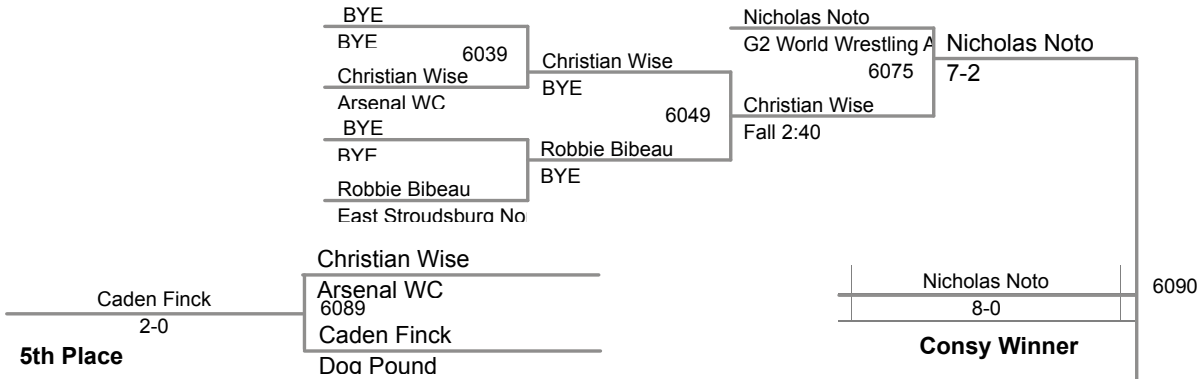 BYE
BYE
6039
Christian Wise
Arsenal WC
BYE
BYE
Robbie Bibeau
East Stroudsburg No
Christian Wise
BYE
6049
Robbie Bibeau
BYE
Nicholas Noto
G2 World Wrestling A
6075
Christian Wise
Fall 2:40
Nicholas Noto
7-2
Christian Wise
Arsenal WC
6089
Caden Finck
Dog Pound
Caden Finck
2-0
5th Place
Nicholas Noto
8-0
Consy Winner
6090